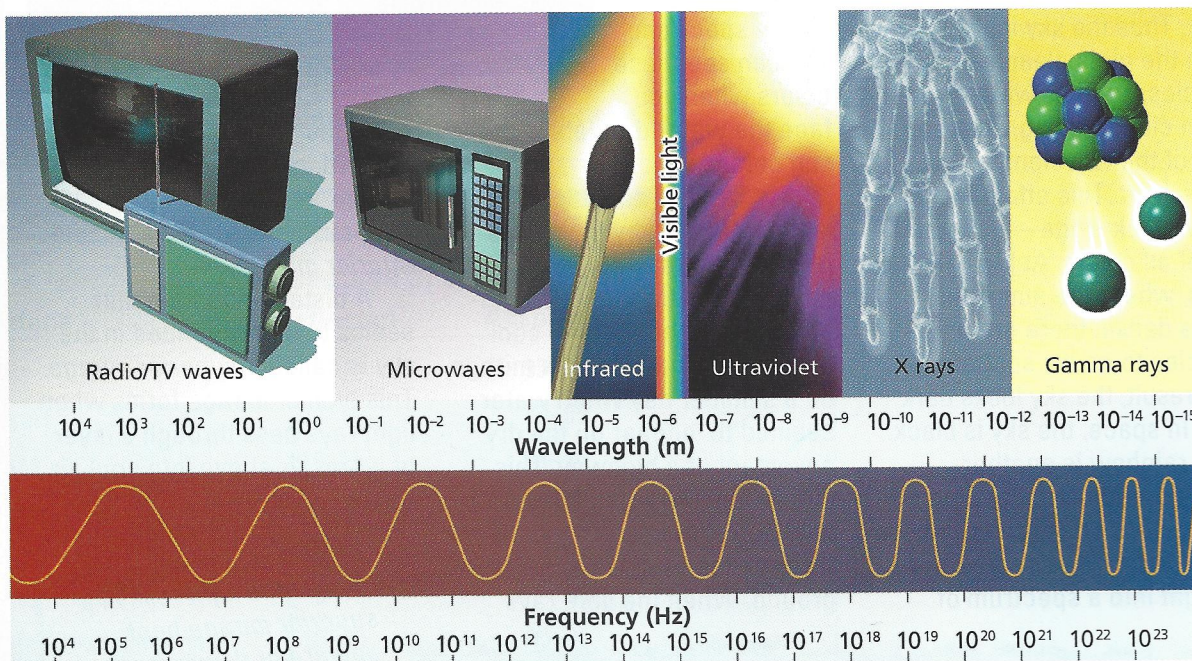 Visible light
Radio/TV waves
Microwaves
Infrared
Ultraviolet
X rays
Gamma rays
10⁴ 10³ 10² 10¹ 10⁰ 10⁻¹ 10⁻² 10⁻³ 10⁻⁴ 10⁻⁵ 10⁻⁶ 10⁻⁷ 10⁻⁸ 10⁻⁹ 10⁻¹⁰ 10⁻¹¹ 10⁻¹² 10⁻¹³ 10⁻¹⁴ 10⁻¹⁵
Wavelength (m)
Frequency (Hz)
10⁴ 10⁵ 10⁶ 10⁷ 10⁸ 10⁹ 10¹⁰ 10¹¹ 10¹² 10¹³ 10¹⁴ 10¹⁵ 10¹⁶ 10¹⁷ 10¹⁸ 10¹⁹ 10²⁰ 10²¹ 10²² 10²³